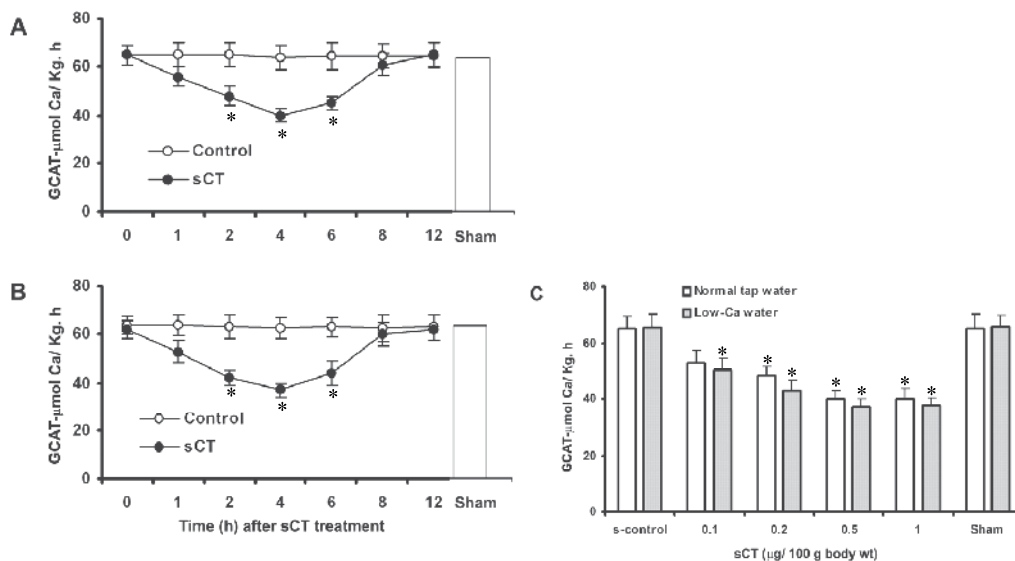 A
GCAT-μmol Ca/ Kg. h
80
60
40
20
0
* * *
Control
sCT
0 1 2 4 6 8 12 Sham
B
GCAT-μmol Ca/ Kg. h
80
60
40
20
0
* * *
Control
sCT
0 1 2 4 6 8 12 Sham
Time (h) after sCT treatment
C
GCAT-μmol Ca/ Kg. h
80
60
40
20
0
Normal tap water
Low-Ca water
* * * * * * *
s-control 0.1 0.2 0.5 1 Sham
sCT (μg/ 100 g body wt)